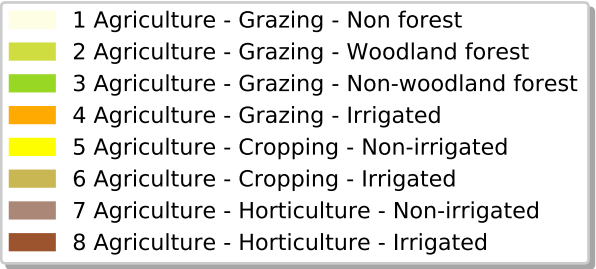 1 Agriculture - Grazing - Non forest
2 Agriculture - Grazing - Woodland forest
3 Agriculture - Grazing - Non-woodland forest
4 Agriculture - Grazing - Irrigated
5 Agriculture - Cropping - Non-irrigated
6 Agriculture - Cropping - Irrigated
7 Agriculture - Horticulture - Non-irrigated
8 Agriculture - Horticulture - Irrigated